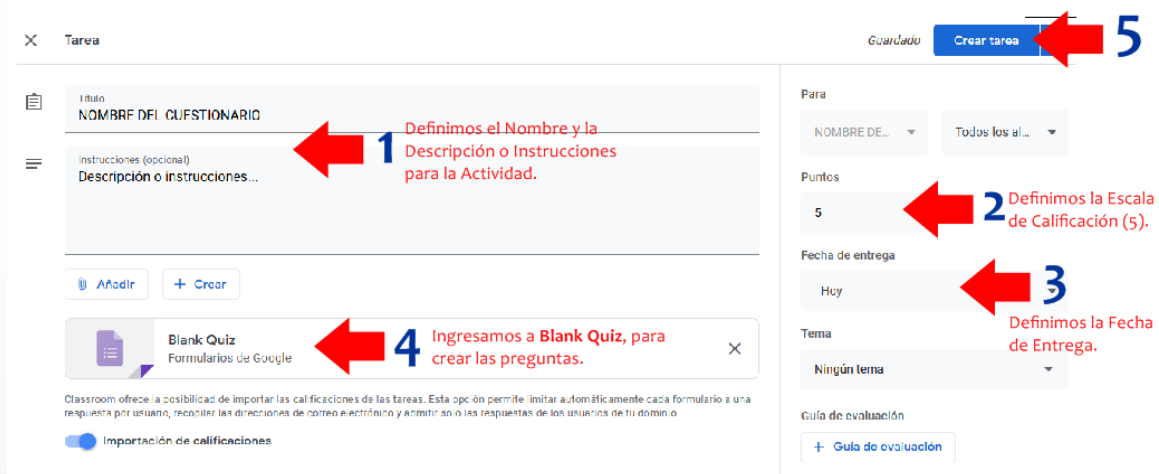 Tarea
Guardado
Crear tarea
5
Título
NOMBRE DEL CUESTIONARIO
Instrucciones (opcional)
Descripción o instrucciones...
1
Definimos el Nombre y la
Descripción o Instrucciones
para la Actividad.
Para
NOMBRE DE...
Todos los al...
Puntos
5
2
Definimos la Escala
de Calificación (5).
Fecha de entrega
Hoy
3
Definimos la Fecha
de Entrega.
Añadir
+ Crear
Blank Quiz
Formularios de Google
4
Ingresamos a Blank Quiz, para
crear las preguntas.
Tema
Ningún tema
Classroom ofrece la posibilidad de importar las calificaciones de las tareas. Esta opción permite limitar automáticamente cada formulario a una
respuesta por usuario, recopilar las direcciones de correo electrónico y admitir solo las respuestas de los usuarios de tu dominio
Importación de calificaciones
Guía de evaluación
+ Guía de evaluación